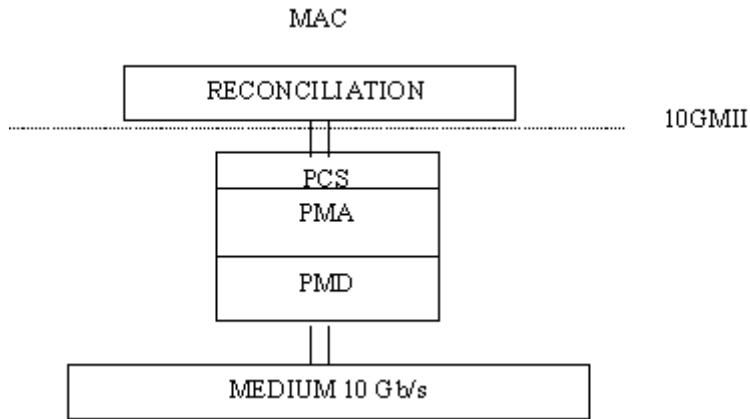 MAC
RECONCILIATION
10GMII
PCS
PMA
PMD
MEDIUM 10 Gb/s